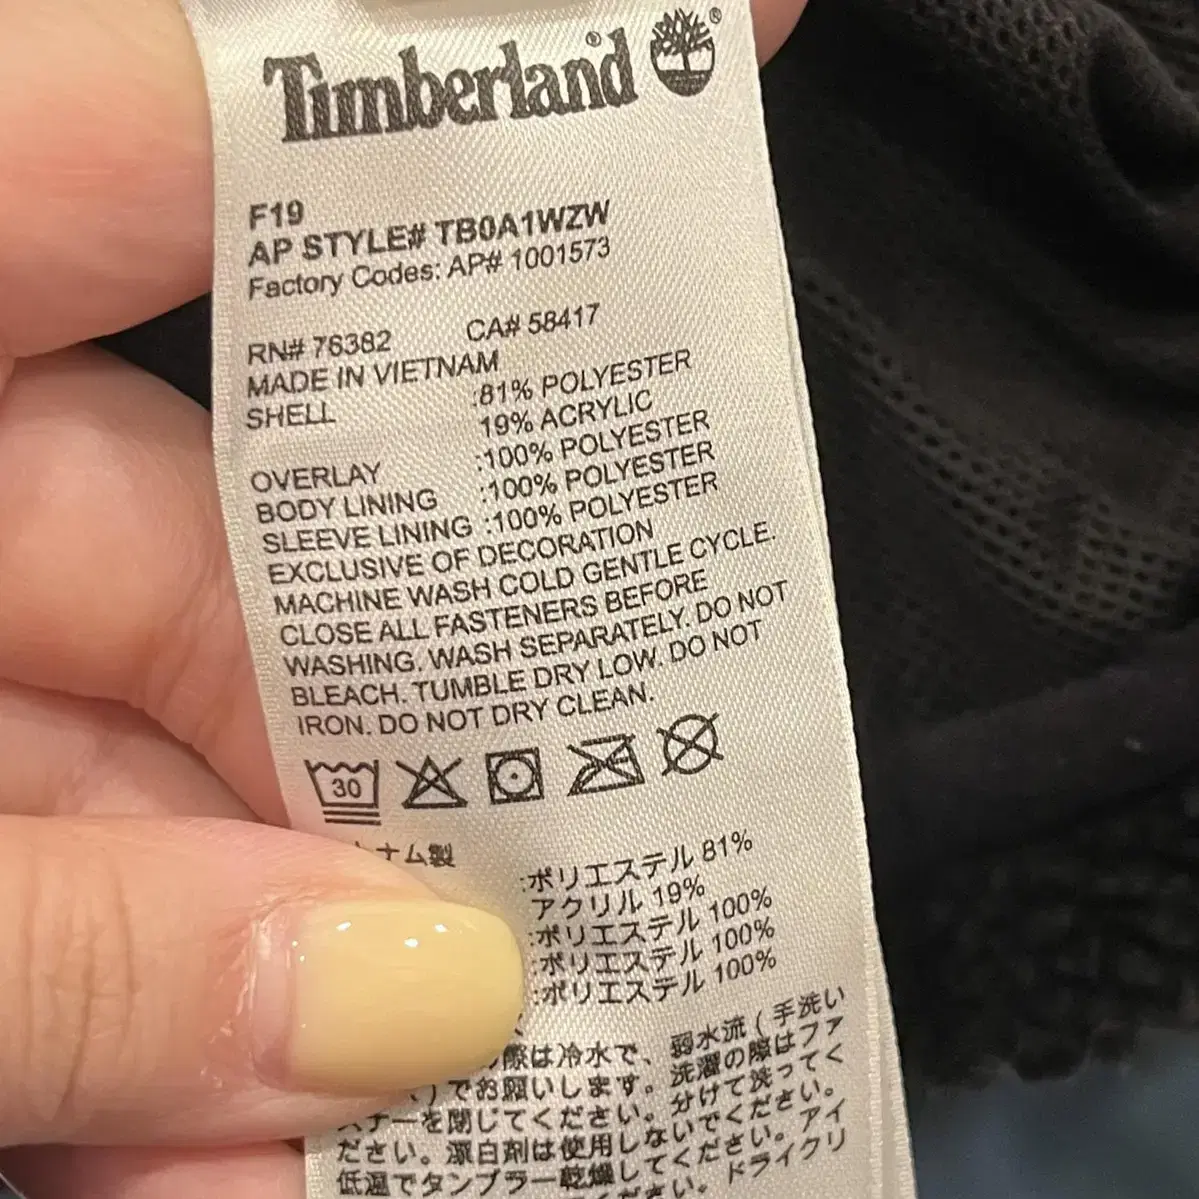 Timberland®
F19
AP STYLE# TB0A1WZW
Factory Codes: AP# 1001573
RN# 76382 CA# 58417
MADE IN VIETNAM
SHELL :81% POLYESTER
19% ACRYLIC
OVERLAY :100% POLYESTER
BODY LINING :100% POLYESTER
SLEEVE LINING :100% POLYESTER
EXCLUSIVE OF DECORATION
MACHINE WASH COLD GENTLE CYCLE.
CLOSE ALL FASTENERS BEFORE
WASHING. WASH SEPARATELY. DO NOT
BLEACH. TUMBLE DRY LOW. DO NOT
IRON. DO NOT DRY CLEAN.
30
ナム製
:ポリエステル 81%
アクリル 19%
:ポリエステル 100%
:ポリエステル 100%
:ポリエステル 100%
際は冷水で、弱水流 ( 手洗い
) でお願いします。洗濯の際はファ
スナーを閉じてください。分けて洗ってく
ださい。漂白剤は使用しないでください。
低温でタンブラー乾燥してください。アイ
ください。ドライクリ